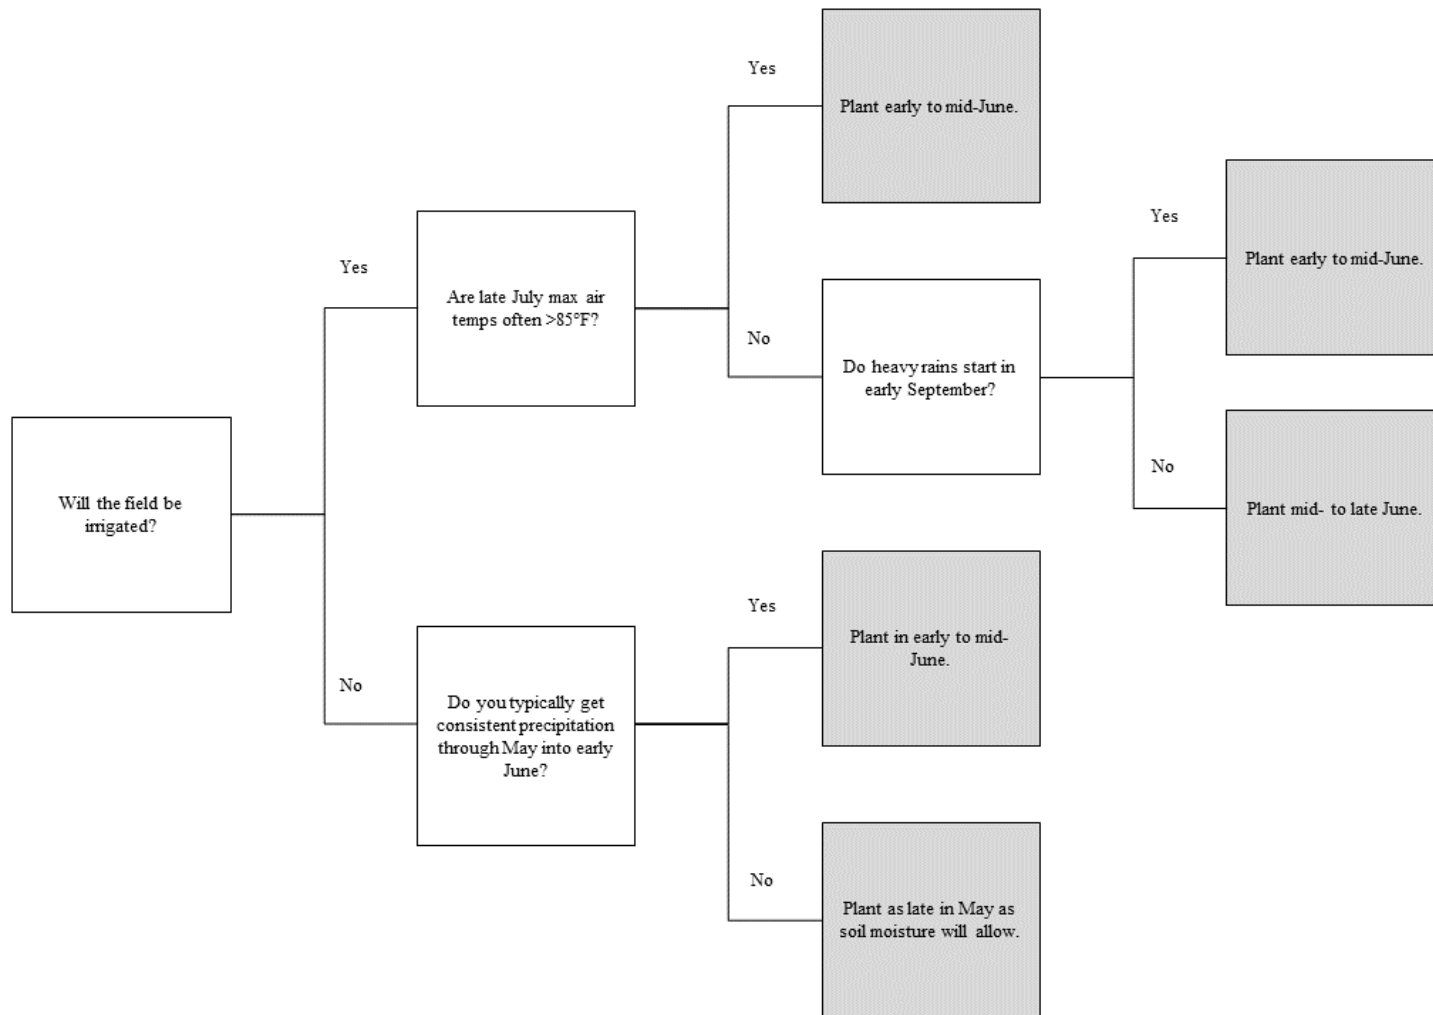 Will the field be
irrigated?
Yes
Are late July max air
temps often >85°F?
Yes
Plant early to mid-June.
No
Do heavy rains start in
early September?
Yes
Plant early to mid-June.
No
Plant mid- to late June.
No
Do you typically get
consistent precipitation
through May into early
June?
Yes
Plant in early to mid-
June.
No
Plant as late in May as
soil moisture will allow.